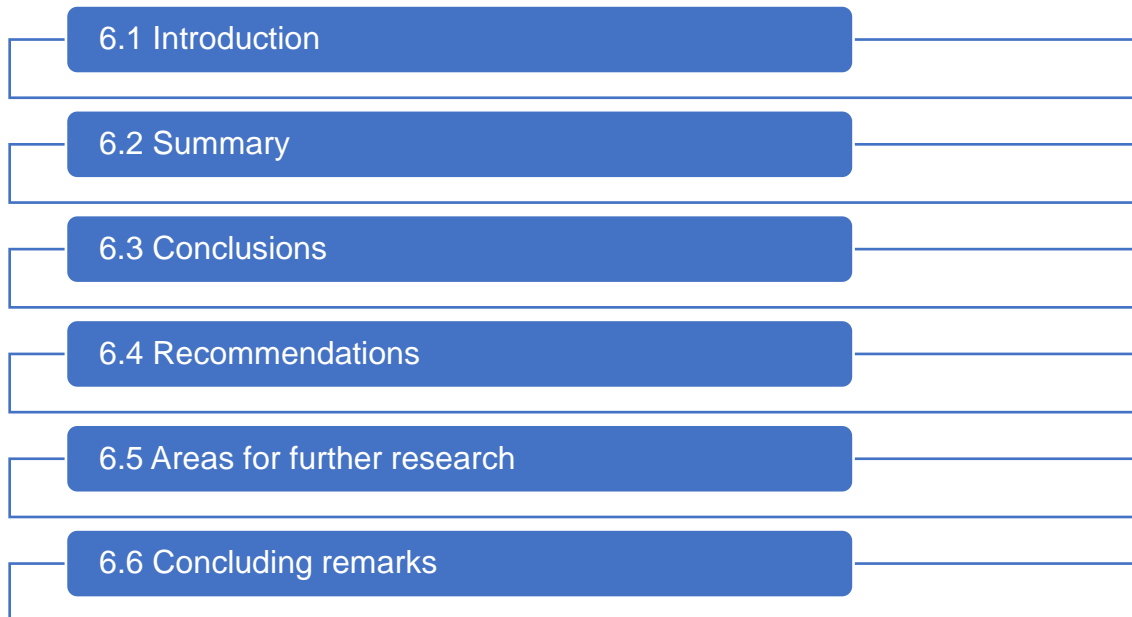 6.1 Introduction
6.2 Summary
6.3 Conclusions
6.4 Recommendations
6.5 Areas for further research
6.6 Concluding remarks